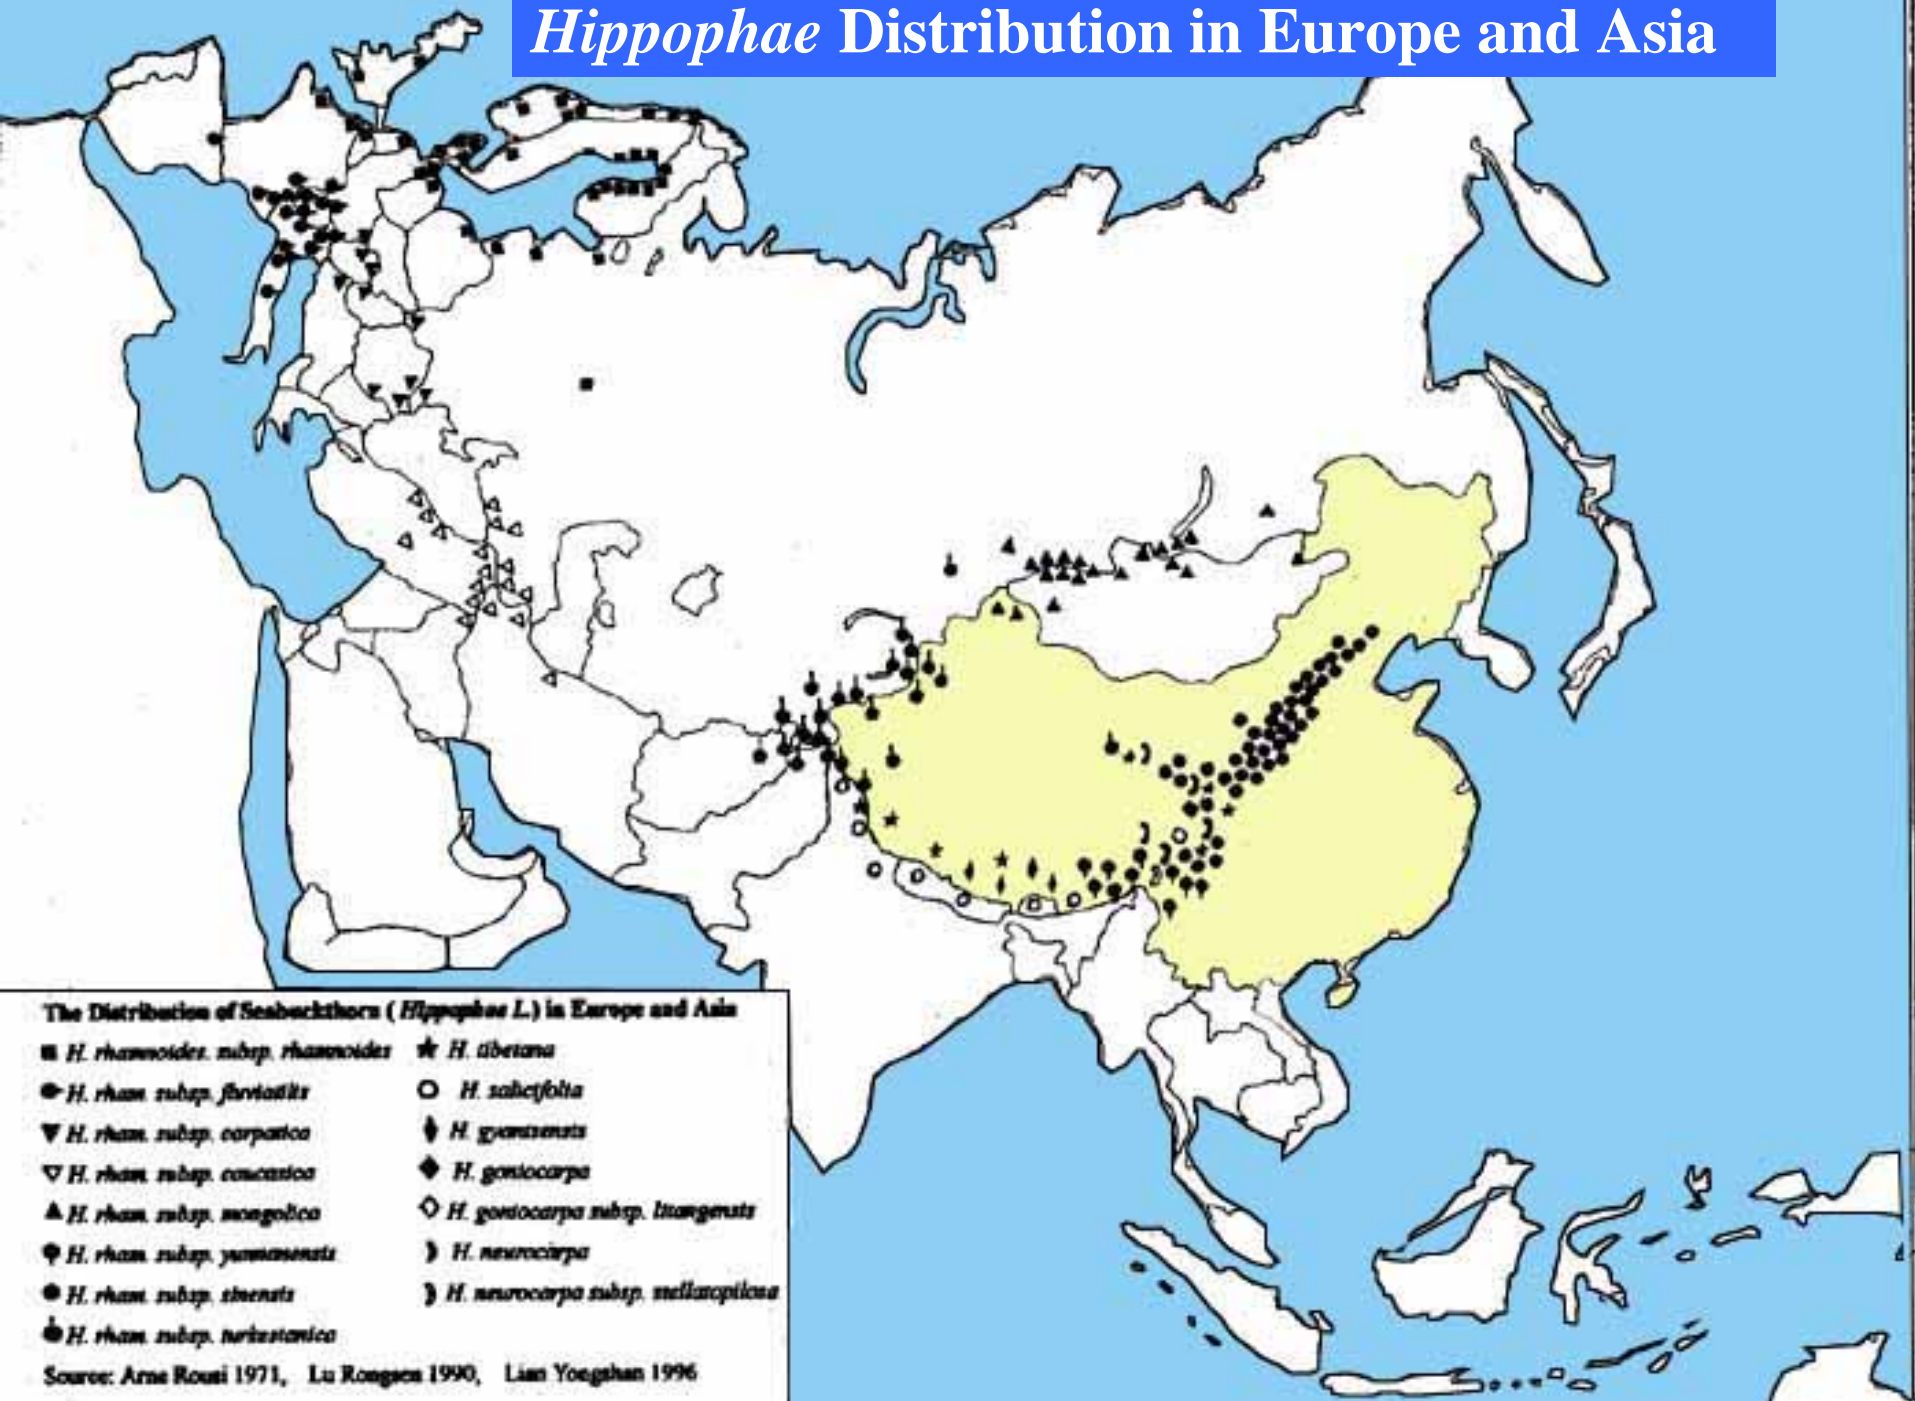 Hippophae Distribution in Europe and Asia
The Distribution of Seabuckthorn ( Hippophae L.) in Europe and Asia
H. rhamnoides. subsp. rhamnoides
H. rham. subsp. fluviatilis
H. rham. subsp. carpatica
H. rham. subsp. caucasica
H. rham. subsp. mongolica
H. rham. subsp. yunnanensis
H. rham. subsp. sinensis
H. rham. subsp. turkestanica
H. tibetana
H. salicifolia
H. gyantsensis
H. goniocarpa
H. goniocarpa subsp. litangensis
H. neurocarpa
H. neurocarpa subsp. stellatopilosa
Source: Arne Rousi 1971, Lu Rongsen 1990, Lian Yongshan 1996